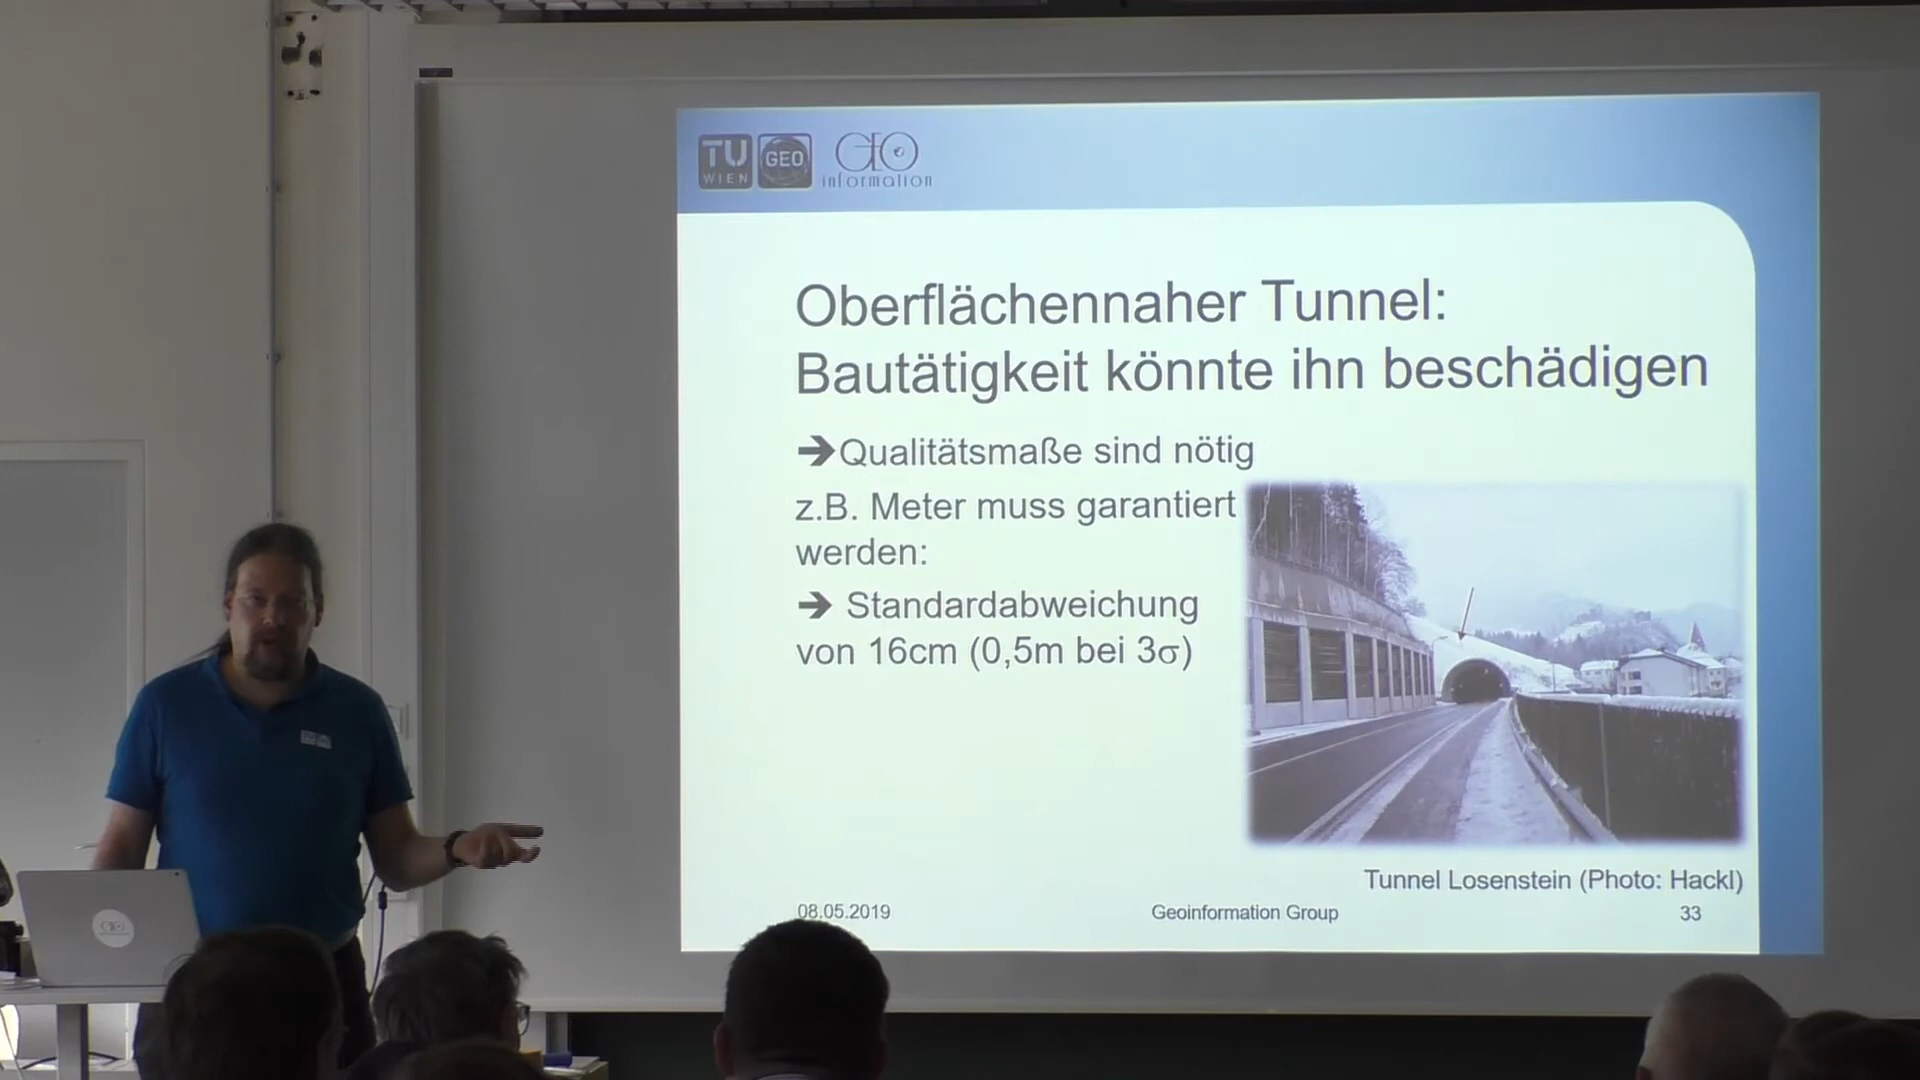 TU
WIEN
GEO
GEO
information
Oberflächennaher Tunnel:
Bautätigkeit könnte ihn beschädigen
➔Qualitätsmaße sind nötig
z.B. Meter muss garantiert
werden:
➔ Standardabweichung
von 16cm (0,5m bei 3σ)
Tunnel Losenstein (Photo: Hackl)
08.05.2019
Geoinformation Group
33